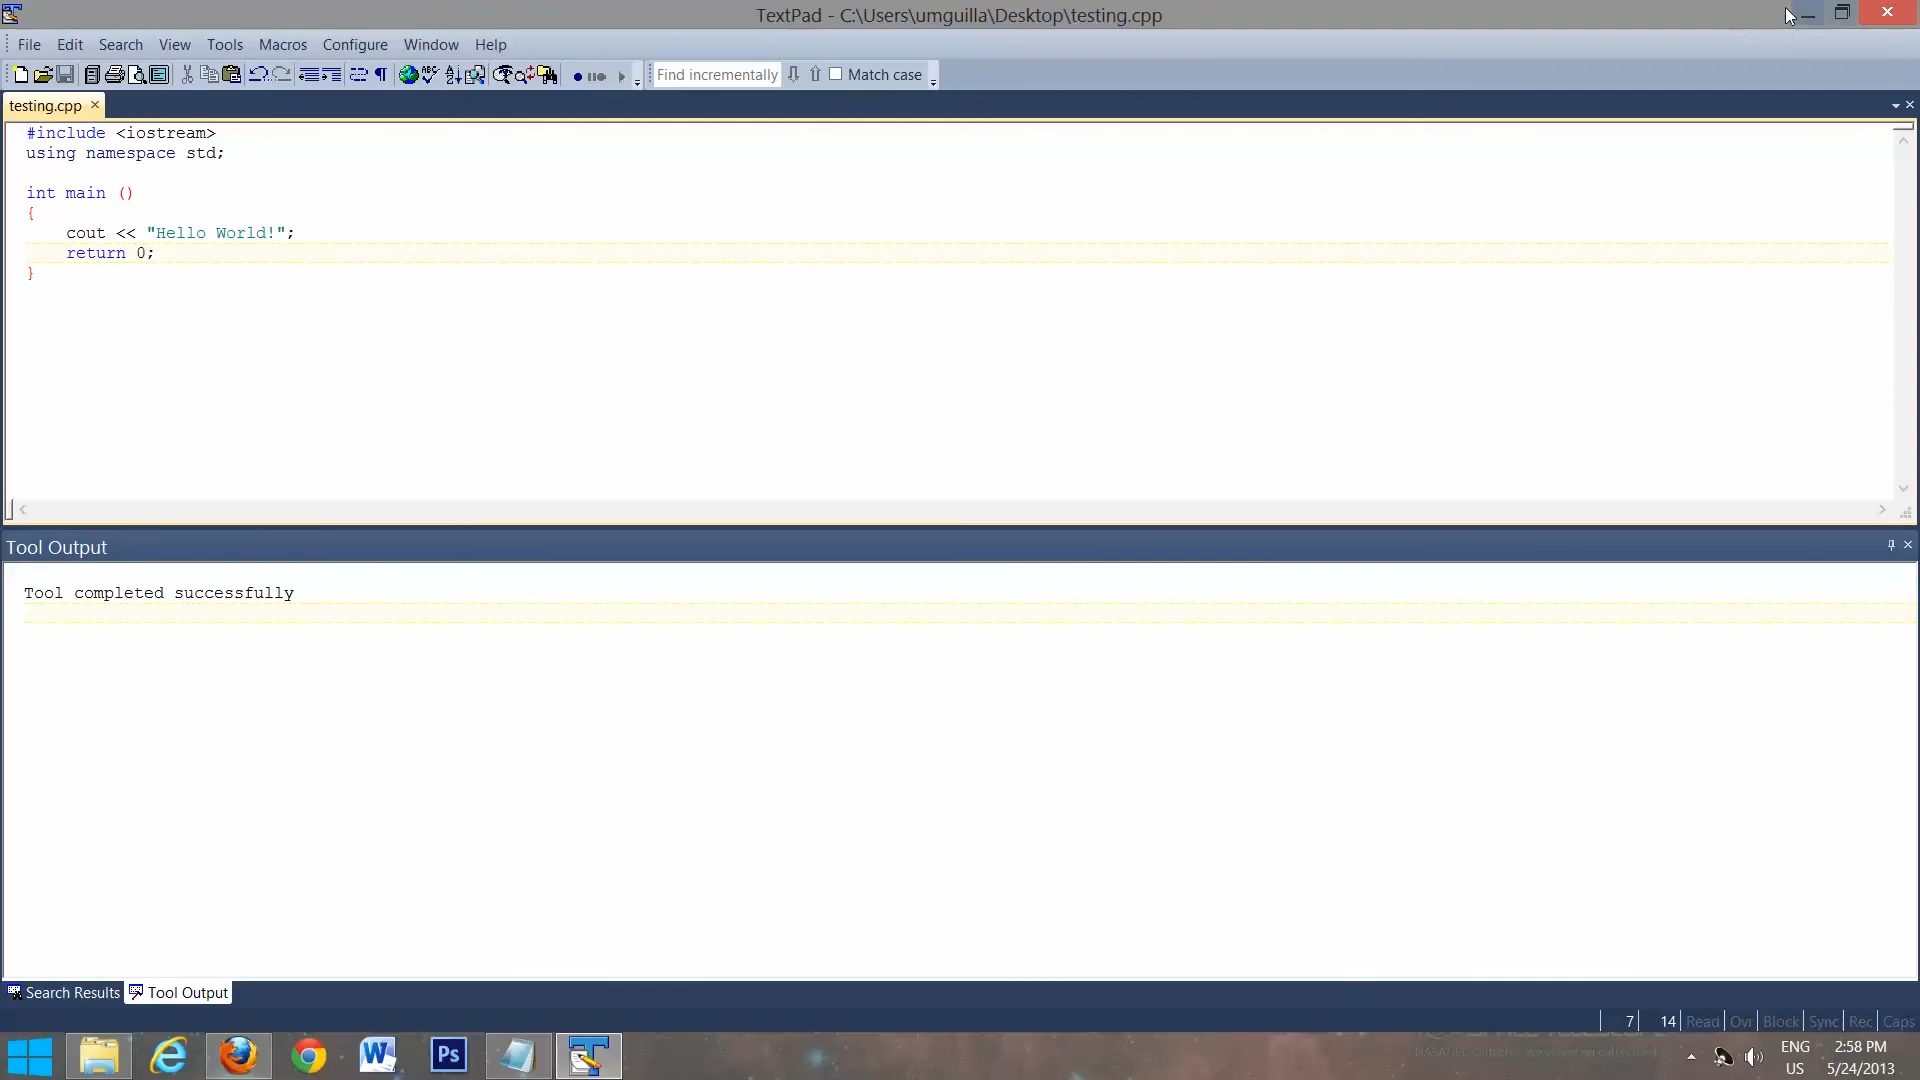 TextPad - C:\Users\umguilla\Desktop\testing.cpp
File Edit Search View Tools Macros Configure Window Help
Find incrementally Match case
testing.cpp
#include <iostream>
using namespace std;
int main ()
{
cout << "Hello World!";
return 0;
}
Tool Output
Tool completed successfully
Search Results Tool Output
7 14 Read Ovr Block Sync Rec Caps
ENG 2:58 PM
US 5/24/2013